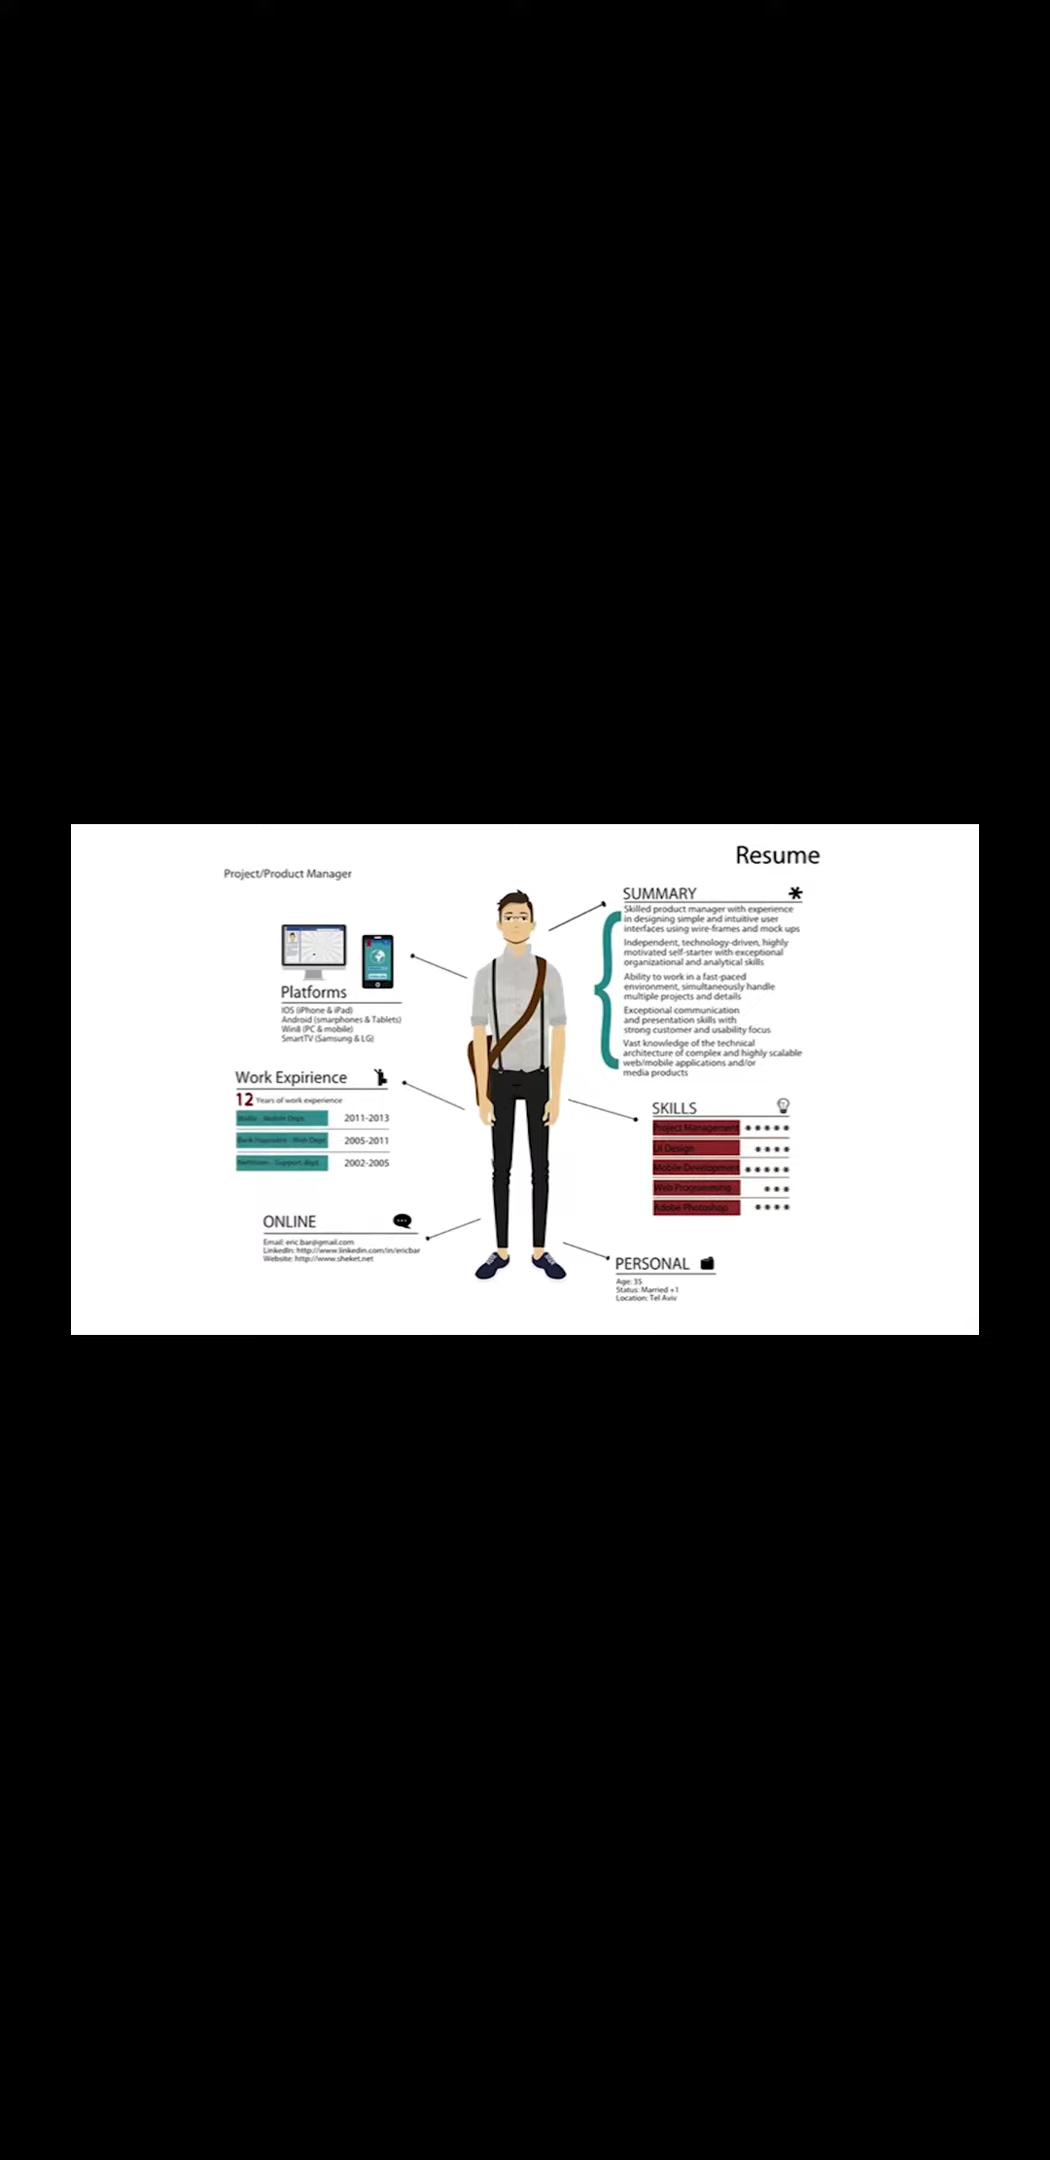 Resume
Project/Product Manager
Platforms
IOS (iPhone & iPad)
Android (smarphones & Tablets)
Win8 (PC & mobile)
SmartTV (Samsung & LG)
Work Expirience
12 Years of work experience
- Mobile Dept. 2011-2013
- Web Dept 2005-2011
- Support dept 2002-2005
ONLINE
Email: eric.bar@gmail.com
LinkedIn: http://www.linkedin.com/in/ericbar
Website: http://www.sheket.net
SUMMARY
Skilled product manager with experience
in designing simple and intuitive user
interfaces using wire-frames and mock ups
Independent, technology-driven, highly
motivated self-starter with exceptional
organizational and analytical skills
Ability to work in a fast-paced
environment, simultaneously handle
multiple projects and details
Exceptional communication
and presentation skills with
strong customer and usability focus
Vast knowledge of the technical
architecture of complex and highly scalable
web/mobile applications and/or
media products
SKILLS
Project Management
UI Design
Mobile Development
Web Programming
Adobe Photoshop
PERSONAL
Age: 35
Status: Married +1
Location: Tel Aviv